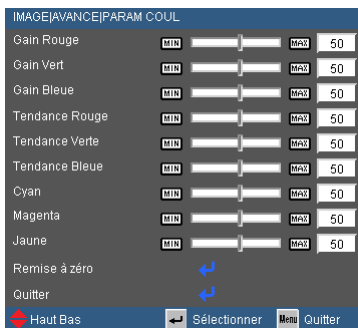 IMAGE|AVANCE|PARAM COUL
Gain Rouge MIN MAX 50
Gain Vert MIN MAX 50
Gain Bleue MIN MAX 50
Tendance Rouge MIN MAX 50
Tendance Verte MIN MAX 50
Tendance Bleue MIN MAX 50
Cyan MIN MAX 50
Magenta MIN MAX 50
Jaune MIN MAX 50
Remise à zéro
Quitter
Haut Bas Sélectionner Menu Quitter